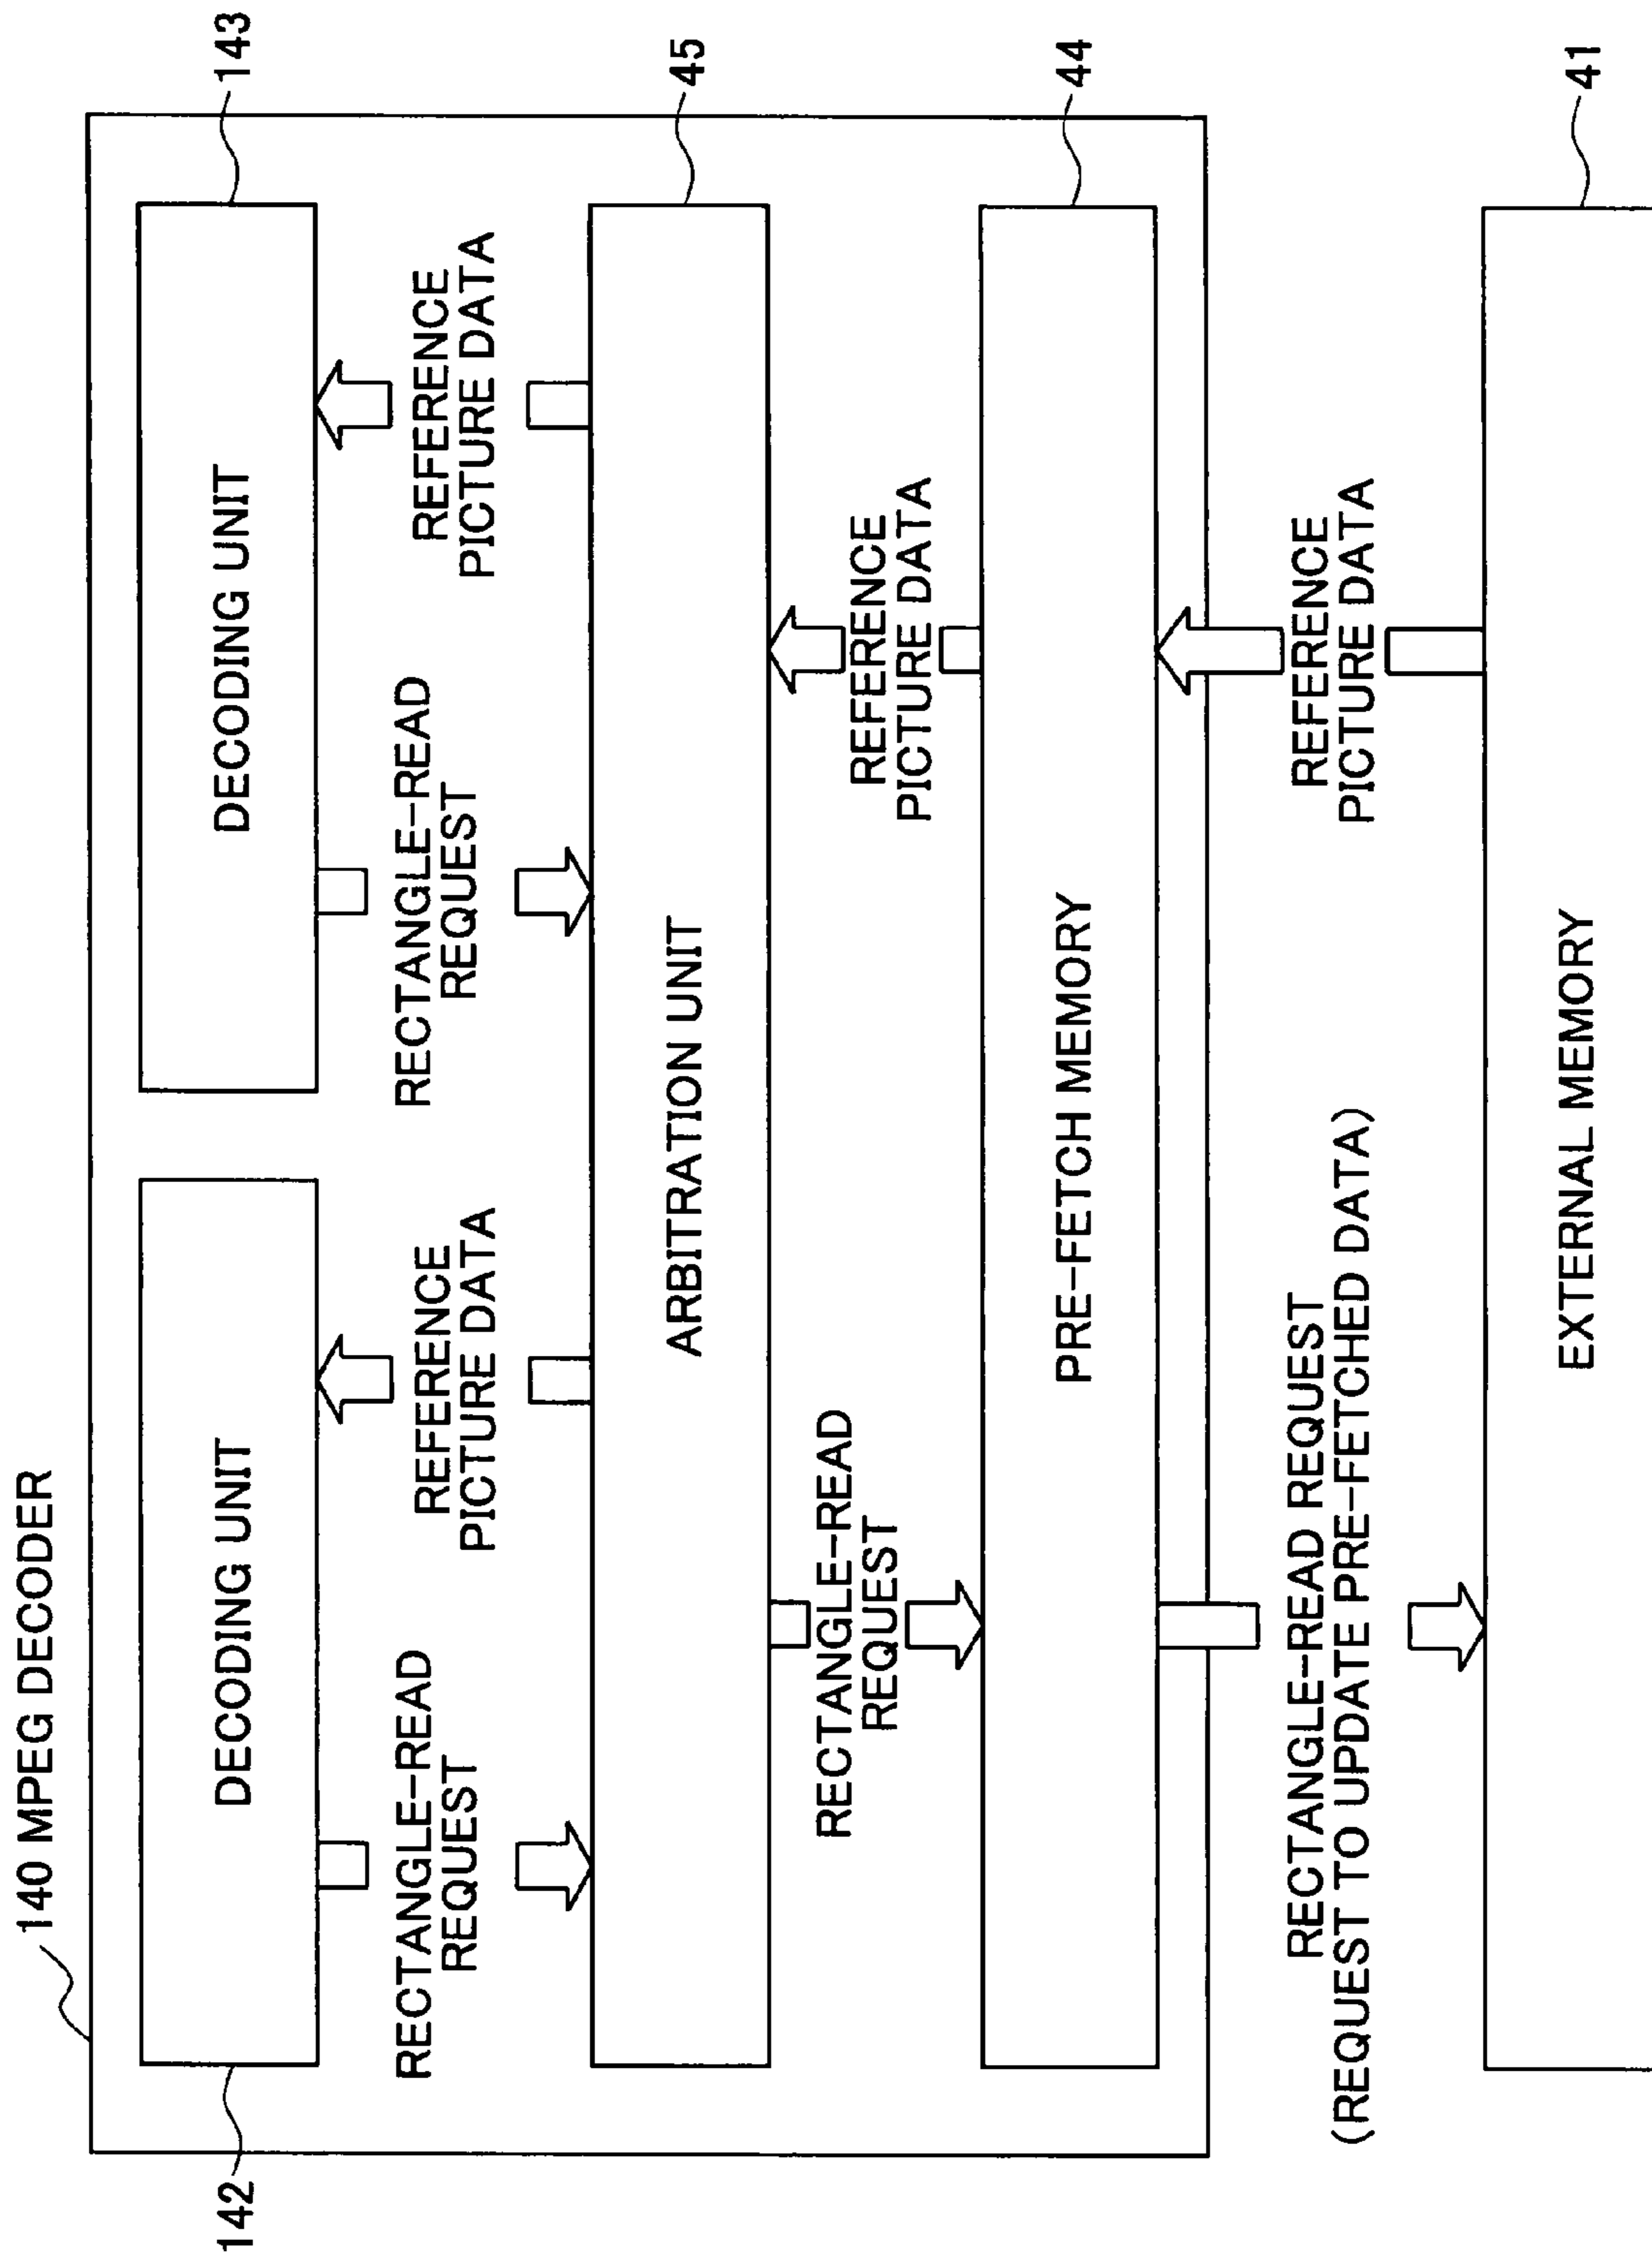 140 MPEG DECODER
142
DECODING UNIT
143
DECODING UNIT
RECTANGLE-READ
REQUEST
REFERENCE
PICTURE DATA
RECTANGLE-READ
REQUEST
REFERENCE
PICTURE DATA
45
ARBITRATION UNIT
RECTANGLE-READ
REQUEST
REFERENCE
PICTURE DATA
44
PRE-FETCH MEMORY
RECTANGLE-READ REQUEST
(REQUEST TO UPDATE PRE-FETCHED DATA)
REFERENCE
PICTURE DATA
41
EXTERNAL MEMORY